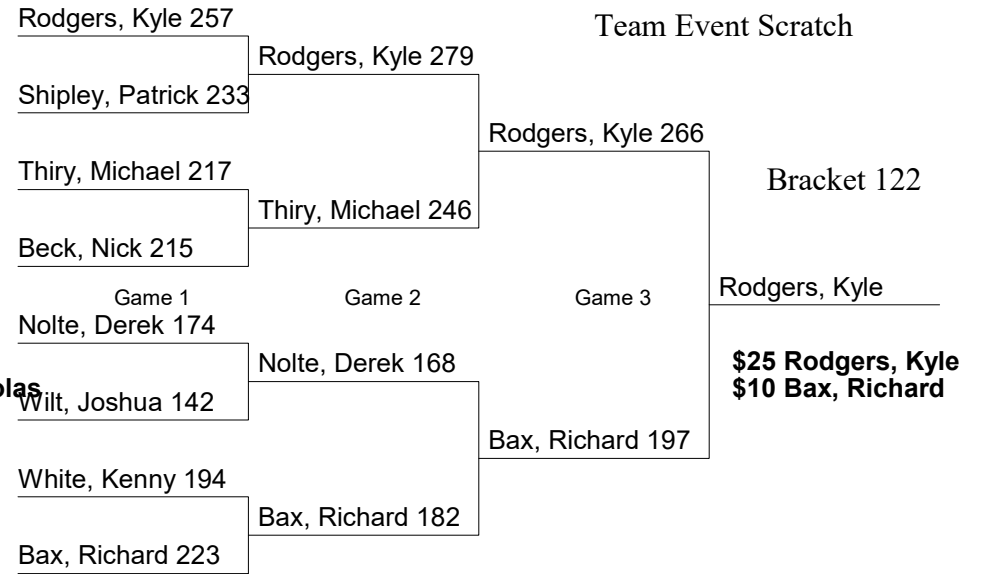 Rodgers, Kyle 257
Team Event Scratch
Rodgers, Kyle 279
Shipley, Patrick 233
Rodgers, Kyle 266
Thiry, Michael 217
Bracket 122
Thiry, Michael 246
Beck, Nick 215
Game 1
Game 2
Game 3
Rodgers, Kyle
Nolte, Derek 174
Nolte, Derek 168
$25 Rodgers, Kyle
$10 Bax, Richard
olas
Wilt, Joshua 142
Bax, Richard 197
White, Kenny 194
Bax, Richard 182
Bax, Richard 223